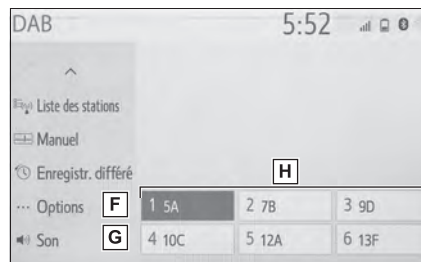 DAB 5:52
Liste des stations
Manuel
Enregistr. différé
H
Options F 1 5A 2 7B 3 9D
Son G 4 10C 5 12A 6 13F